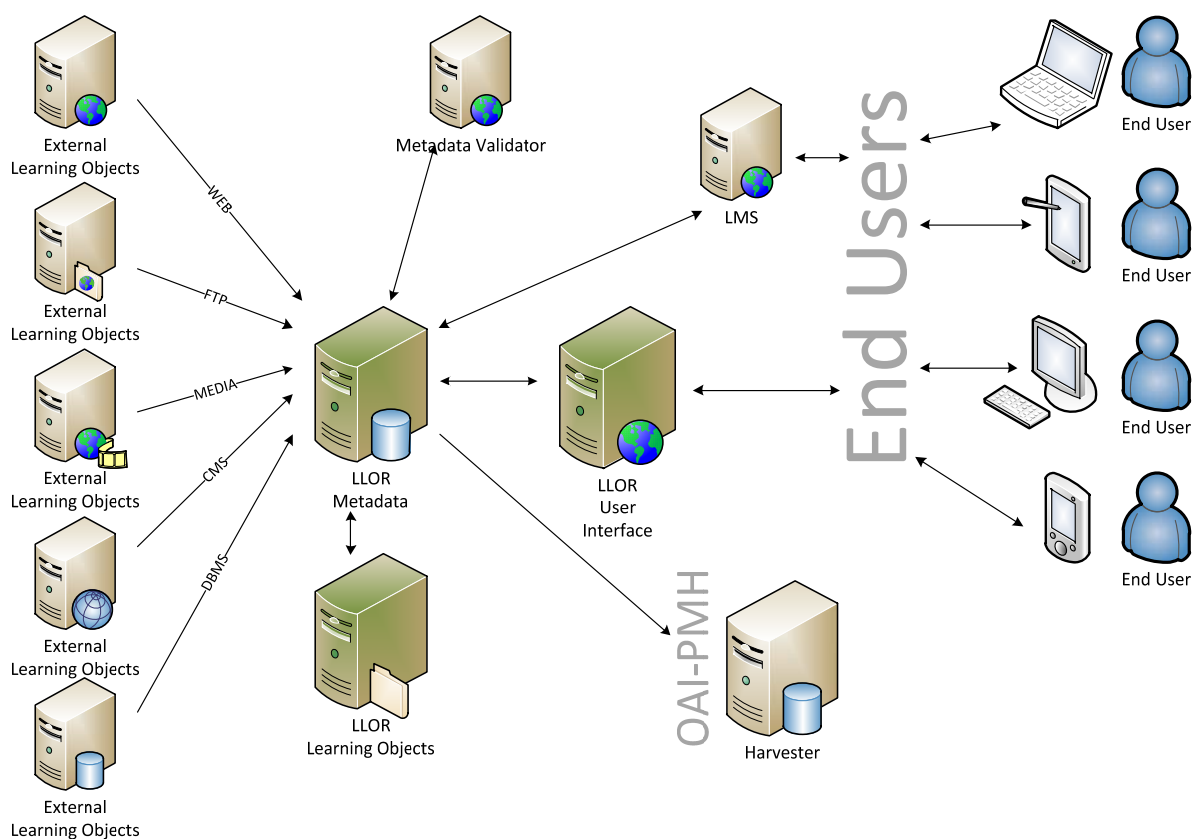 External
Learning Objects
External
Learning Objects
External
Learning Objects
External
Learning Objects
External
Learning Objects
WEB
FTP
MEDIA
CMS
DBMS
Metadata Validator
LLOR
Metadata
LLOR
Learning Objects
LMS
LLOR
User
Interface
OAI-PMH
Harvester
End Users
End User
End User
End User
End User